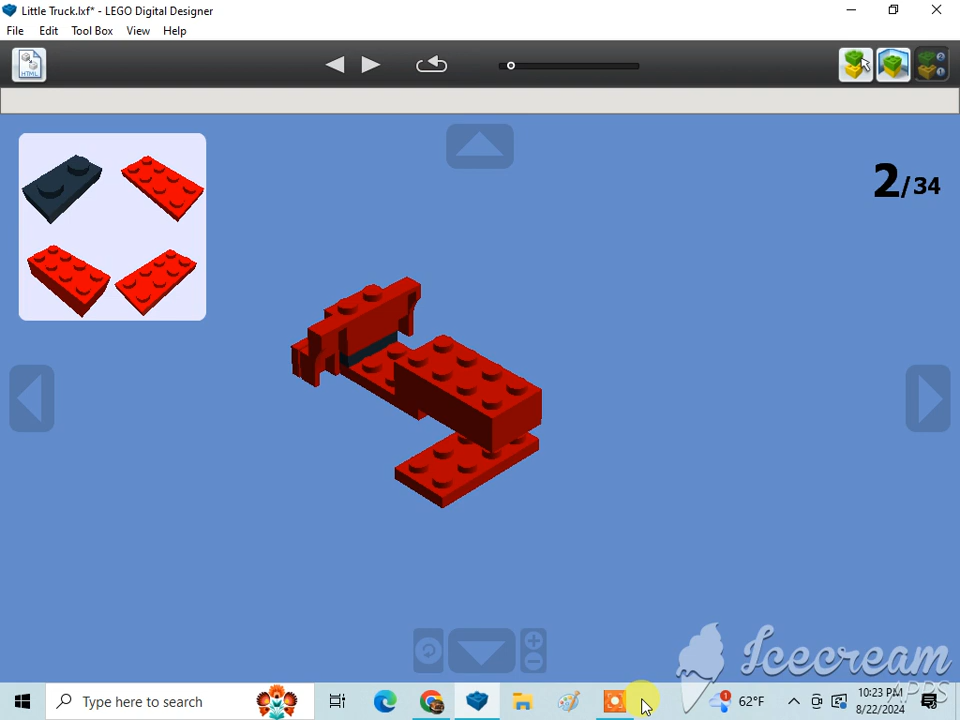 Little Truck.lxf* - LEGO Digital Designer
File Edit Tool Box View Help
HTML
2/34
Icecream
APPS
Type here to search
1
62°F
10:23 PM
8/22/2024